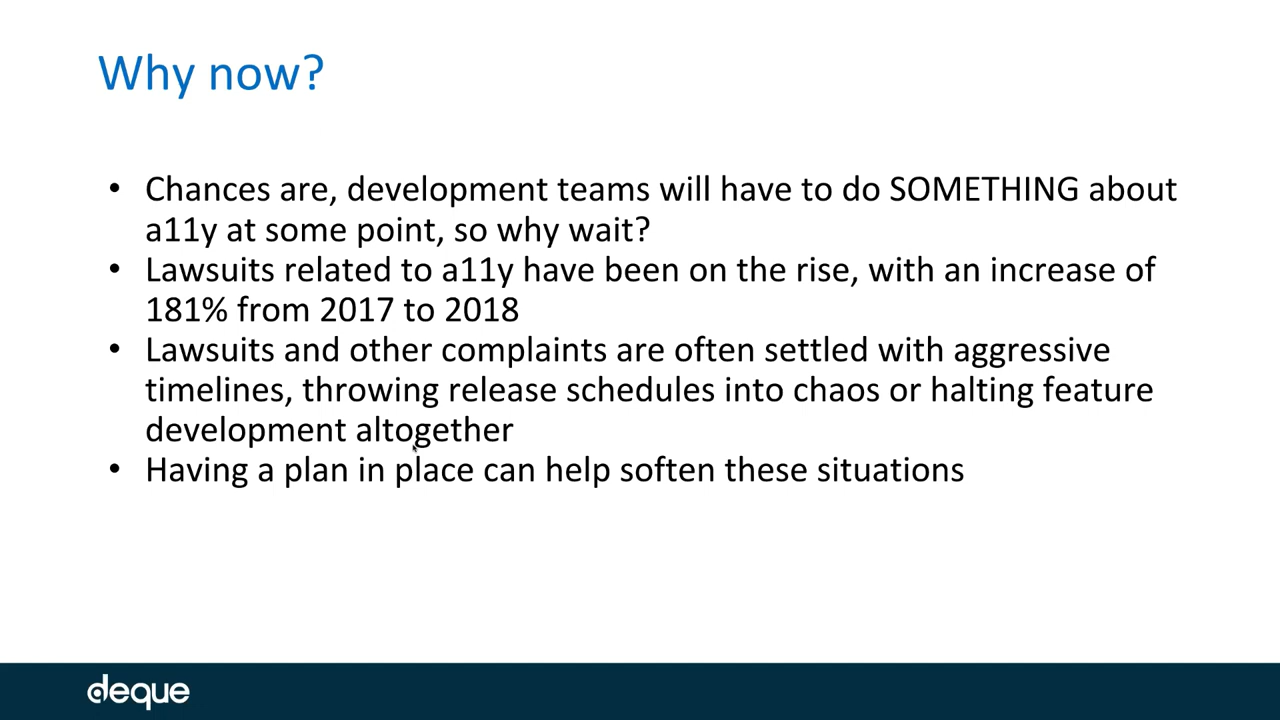 Why now?
• Chances are, development teams will have to do SOMETHING about
a11y at some point, so why wait?
• Lawsuits related to a11y have been on the rise, with an increase of
181% from 2017 to 2018
• Lawsuits and other complaints are often settled with aggressive
timelines, throwing release schedules into chaos or halting feature
development altogether
• Having a plan in place can help soften these situations
deque